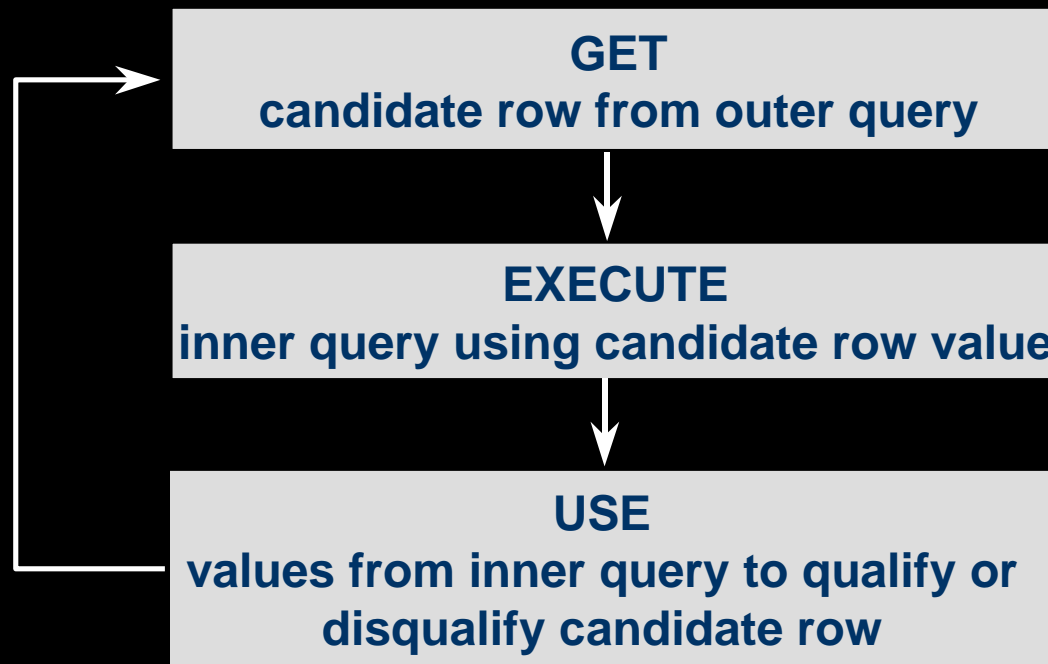 GET
candidate row from outer query
EXECUTE
inner query using candidate row value
USE
values from inner query to qualify or
disqualify candidate row